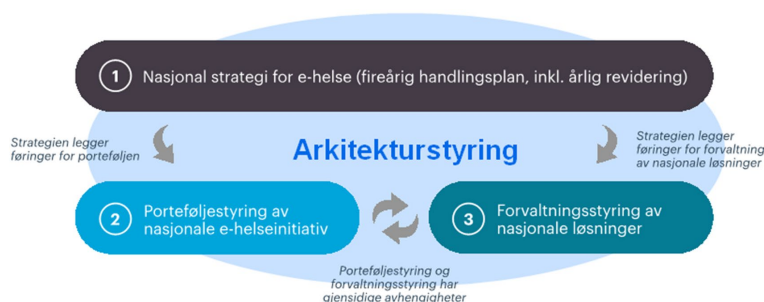 1 Nasjonal strategi for e-helse (fireårig handlingsplan, inkl. årlig revidering)
Strategien legger
føringer for porteføljen
Arkitekturstyring
Strategien legger
føringer for forvaltning
av nasjonale løsninger
2 Porteføljestyring av
nasjonale e-helseinitiativ
3 Forvaltningsstyring av
nasjonale løsninger
Porteføljestyring og
forvaltningsstyring har
gjensidige avhengigheter